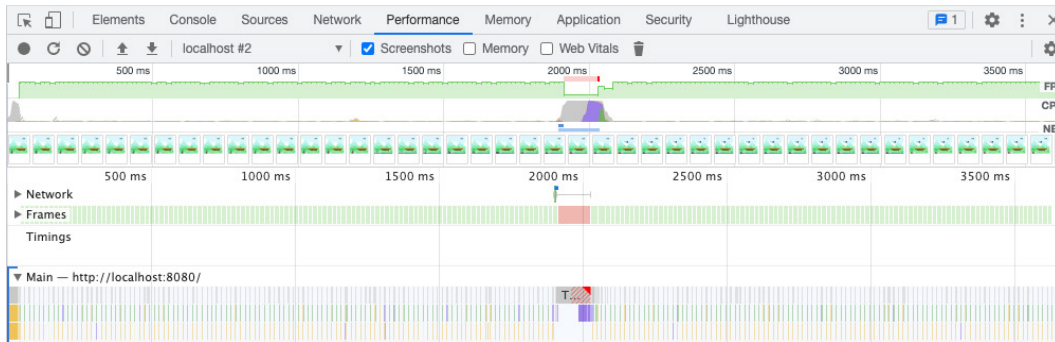 Elements Console Sources Network Performance Memory Application Security Lighthouse 1
localhost #2 Screenshots Memory Web Vitals
500 ms 1000 ms 1500 ms 2000 ms 2500 ms 3000 ms 3500 ms
FP
CP
NE
500 ms 1000 ms 1500 ms 2000 ms 2500 ms 3000 ms 3500 ms
Network
Frames
Timings
Main — http://localhost:8080/
T...